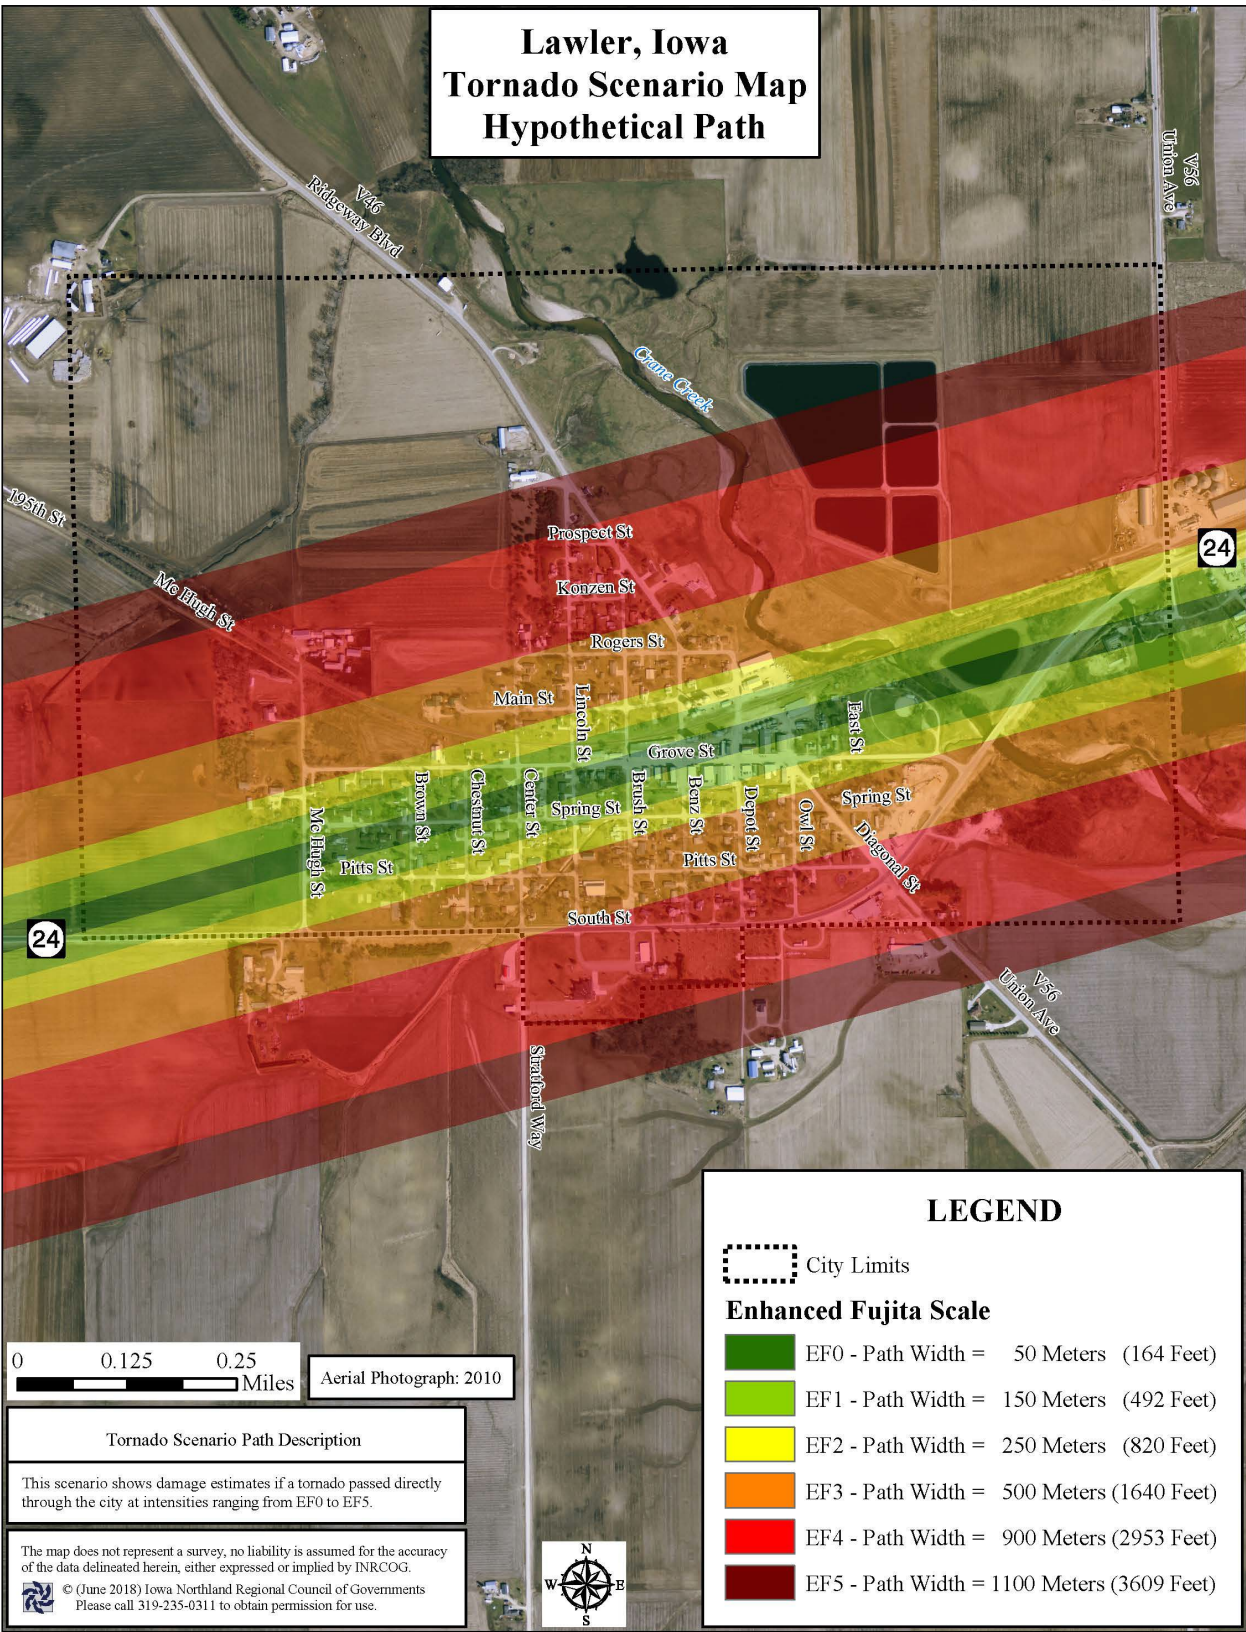 Lawler, Iowa
Tornado Scenario Map
Hypothetical Path
V46
Ridgeway Blvd
V56
Union Ave
Crane Creek
195th St
Mc Hugh St
Prospect St
Konzen St
Rogers St
24
Main St
Lincoln St
East St
Grove St
Brown St
Chestnut St
Center St
Spring St
Brush St
Benz St
Depot St
Owl St
Spring St
Mc Hugh St
Pitts St
Pitts St
Diagonal St
South St
24
V56
Union Ave
Stratford Way
LEGEND
City Limits
Enhanced Fujita Scale
EF0 - Path Width = 50 Meters (164 Feet)
EF1 - Path Width = 150 Meters (492 Feet)
EF2 - Path Width = 250 Meters (820 Feet)
EF3 - Path Width = 500 Meters (1640 Feet)
EF4 - Path Width = 900 Meters (2953 Feet)
EF5 - Path Width = 1100 Meters (3609 Feet)
0 0.125 0.25
Miles
Aerial Photograph: 2010
Tornado Scenario Path Description
This scenario shows damage estimates if a tornado passed directly
through the city at intensities ranging from EF0 to EF5.
The map does not represent a survey, no liability is assumed for the accuracy
of the data delineated herein, either expressed or implied by INRCOG.
© (June 2018) Iowa Northland Regional Council of Governments
Please call 319-235-0311 to obtain permission for use.
N
W E
S